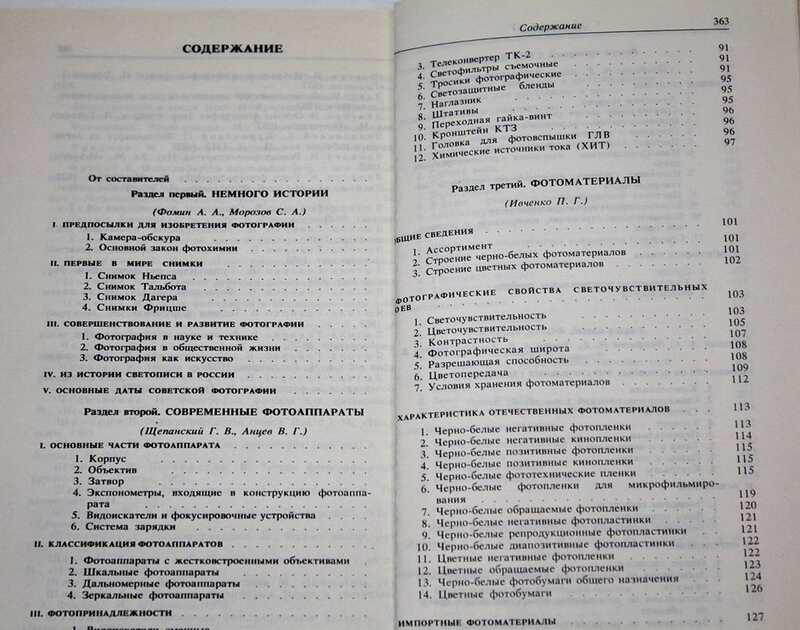 СОДЕРЖАНИЕ
От составителей
Раздел первый. НЕМНОГО ИСТОРИИ
(Фомин А. А., Морозов С. А.)
I. ПРЕДПОСЫЛКИ ДЛЯ ИЗОБРЕТЕНИЯ ФОТОГРАФИИ
1. Камера-обскура
2. Основной закон фотохимии
II. ПЕРВЫЕ В МИРЕ СНИМКИ
1. Снимок Ньепса
2. Снимок Тальбота
3. Снимок Дагера
4. Снимки Фрицше
III. СОВЕРШЕНСТВОВАНИЕ И РАЗВИТИЕ ФОТОГРАФИИ
1. Фотография в науке и технике
2. Фотография в общественной жизни
3. Фотография как искусство
IV. ИЗ ИСТОРИИ СВЕТОПИСИ В РОССИИ
V. ОСНОВНЫЕ ДАТЫ СОВЕТСКОЙ ФОТОГРАФИИ
Раздел второй. СОВРЕМЕННЫЕ ФОТОАППАРАТЫ
(Щепанский Г. В., Анцев В. Г.)
I. ОСНОВНЫЕ ЧАСТИ ФОТОАППАРАТА
1. Корпус
2. Объектив
3. Затвор
4. Экспонометры, входящие в конструкцию фотоаппа-
рата
5. Видоискатели и фокусировочные устройства
6. Система зарядки
II. КЛАССИФИКАЦИЯ ФОТОАППАРАТОВ
1. Фотоаппараты с жестковстроенными объективами
2. Шкальные фотоаппараты
3. Дальномерные фотоаппараты
4. Зеркальные фотоаппараты
III. ФОТОПРИНАДЛЕЖНОСТИ
Содержание 363
3. Телеконвертер ТК-2 91
4. Светофильтры съемочные 91
5. Тросики фотографические 91
6. Светозащитные бленды 95
7. Наглазник 95
8. Штативы 95
9. Переходная гайка-винт 96
10. Кронштейн КТЗ 96
11. Головка для фотовспышки ГЛВ 96
12. Химические источники тока (ХИТ) 97
Раздел третий. ФОТОМАТЕРИАЛЫ
(Ивченко П. Г.)
ОБЩИЕ СВЕДЕНИЯ 101
1. Ассортимент 101
2. Строение черно-белых фотоматериалов 101
3. Строение цветных фотоматериалов 102
ФОТОГРАФИЧЕСКИЕ СВОЙСТВА СВЕТОЧУВСТВИТЕЛЬНЫХ
ОЕВ 103
1. Светочувствительность 103
2. Цветочувствительность 105
3. Контрастность 107
4. Фотографическая широта 108
5. Разрешающая способность 108
6. Цветопередача 109
7. Условия хранения фотоматериалов 112
ХАРАКТЕРИСТИКА ОТЕЧЕСТВЕННЫХ ФОТОМАТЕРИАЛОВ 113
1. Черно-белые негативные фотопленки 113
2. Черно-белые негативные кинопленки 114
3. Черно-белые позитивные фотопленки 115
4. Черно-белые позитивные кинопленки 115
5. Черно-белые фототехнические пленки 115
6. Черно-белые фотопленки для микрофильмиро-
вания 119
7. Черно-белые обращаемые фотопленки 120
8. Черно-белые негативные фотопластинки 121
9. Черно-белые репродукционные фотопластинки 121
10. Черно-белые диапозитивные фотопластинки 122
11. Цветные негативные фотопленки 122
12. Цветные обращаемые фотопленки 123
13. Черно-белые фотобумаги общего назначения 124
14. Цветные фотобумаги 126
ИМПОРТНЫЕ ФОТОМАТЕРИАЛЫ 127